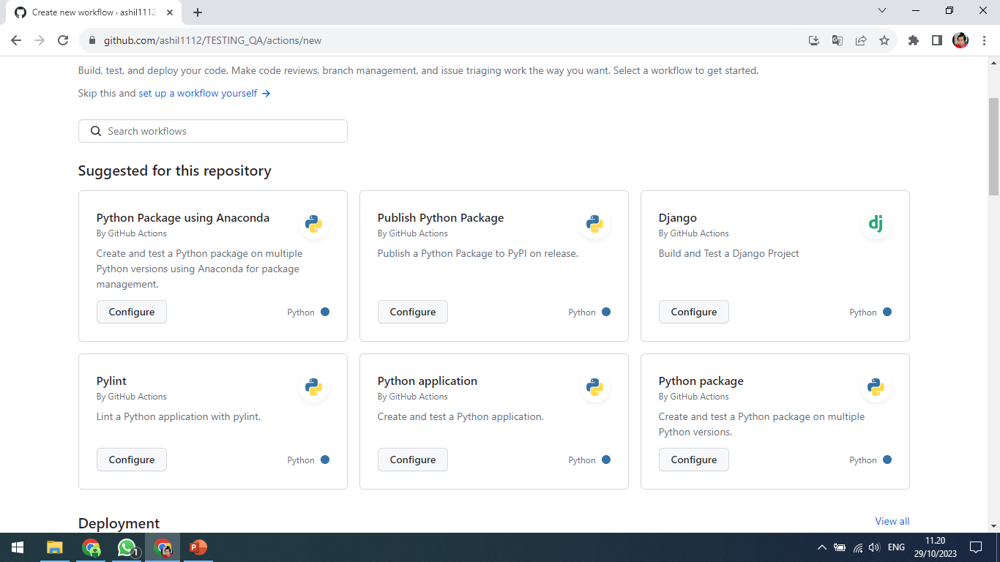 Create new workflow · ashil1112
github.com/ashil1112/TESTING_QA/actions/new
Build, test, and deploy your code. Make code reviews, branch management, and issue triaging work the way you want. Select a workflow to get started.
Skip this and set up a workflow yourself →
Search workflows
Suggested for this repository
Python Package using Anaconda
By GitHub Actions
Create and test a Python package on multiple
Python versions using Anaconda for package
management.
Configure
Python
Publish Python Package
By GitHub Actions
Publish a Python Package to PyPI on release.
Configure
Python
Django
By GitHub Actions
dj
Build and Test a Django Project
Configure
Python
Pylint
By GitHub Actions
Lint a Python application with pylint.
Configure
Python
Python application
By GitHub Actions
Create and test a Python application.
Configure
Python
Python package
By GitHub Actions
Create and test a Python package on multiple
Python versions.
Configure
Python
Deployment
View all
1
P
ENG
11.20
29/10/2023